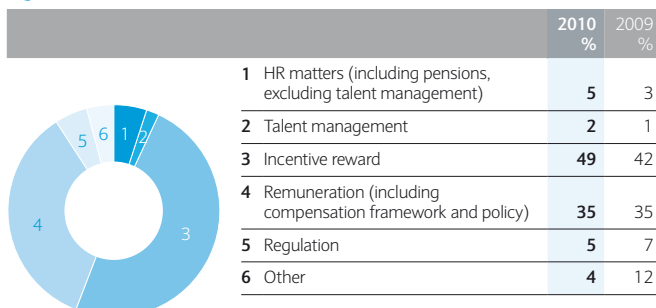 2010 2009
% %
1 HR matters (including pensions,
excluding talent management) 5 3
2 Talent management 2 1
3 Incentive reward 49 42
4 Remuneration (including
compensation framework and policy) 35 35
5 Regulation 5 7
6 Other 4 12
1
2
3
4
5
6